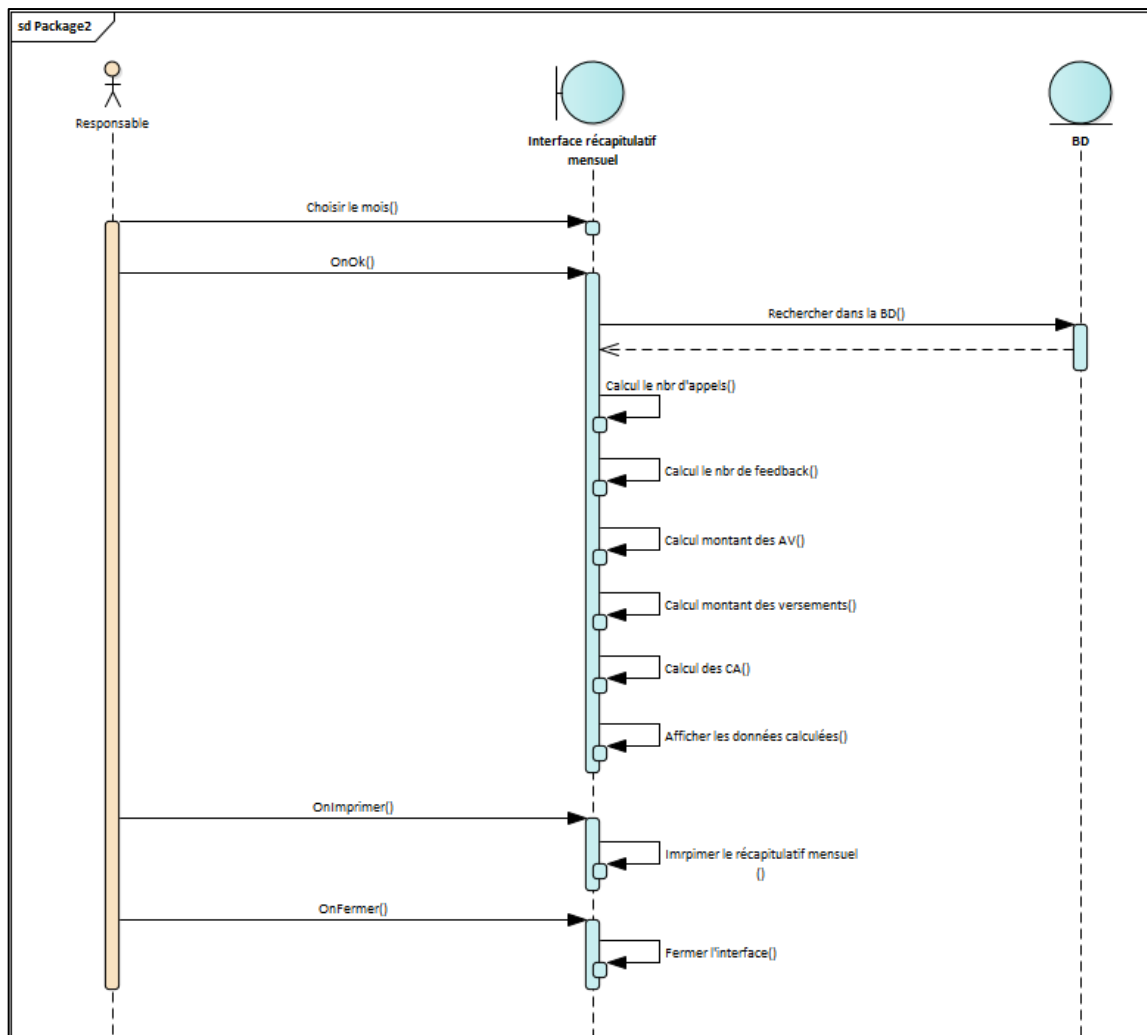 sd Package2
Responsable
Interface récapitulatif
mensuel
BD
Choisir le mois()
OnOk()
Rechercher dans la BD()
Calcul le nbr d'appels()
Calcul le nbr de feedback()
Calcul montant des AV()
Calcul montant des versements()
Calcul des CA()
Afficher les données calculées()
OnImprimer()
Imrpimer le récapitulatif mensuel
()
OnFermer()
Fermer l'interface()